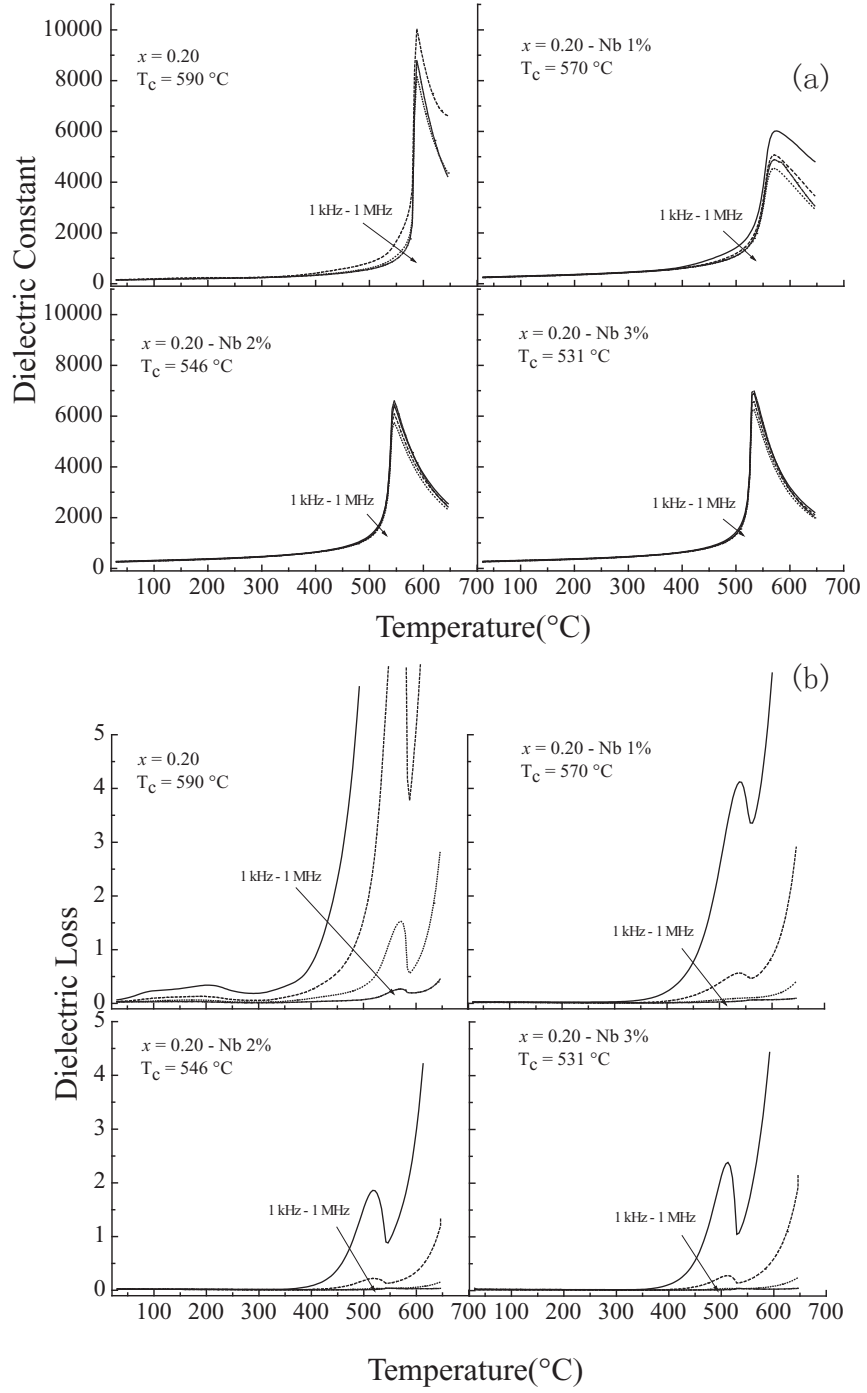 10000
8000
6000
4000
2000
0
x = 0.20
Tc = 590 °C
1 kHz - 1 MHz
x = 0.20 - Nb 1%
Tc = 570 °C
1 kHz - 1 MHz
(a)
Dielectric Constant
10000
8000
6000
4000
2000
0
x = 0.20 - Nb 2%
Tc = 546 °C
1 kHz - 1 MHz
x = 0.20 - Nb 3%
Tc = 531 °C
1 kHz - 1 MHz
100 200 300 400 500 600 700 100 200 300 400 500 600 700
Temperature(°C)
(b)
5
4
3
2
1
0
x = 0.20
Tc = 590 °C
1 kHz - 1 MHz
x = 0.20 - Nb 1%
Tc = 570 °C
1 kHz - 1 MHz
Dielectric Loss
5
4
3
2
1
0
x = 0.20 - Nb 2%
Tc = 546 °C
1 kHz - 1 MHz
x = 0.20 - Nb 3%
Tc = 531 °C
1 kHz - 1 MHz
100 200 300 400 500 600 700 100 200 300 400 500 600 700
Temperature(°C)